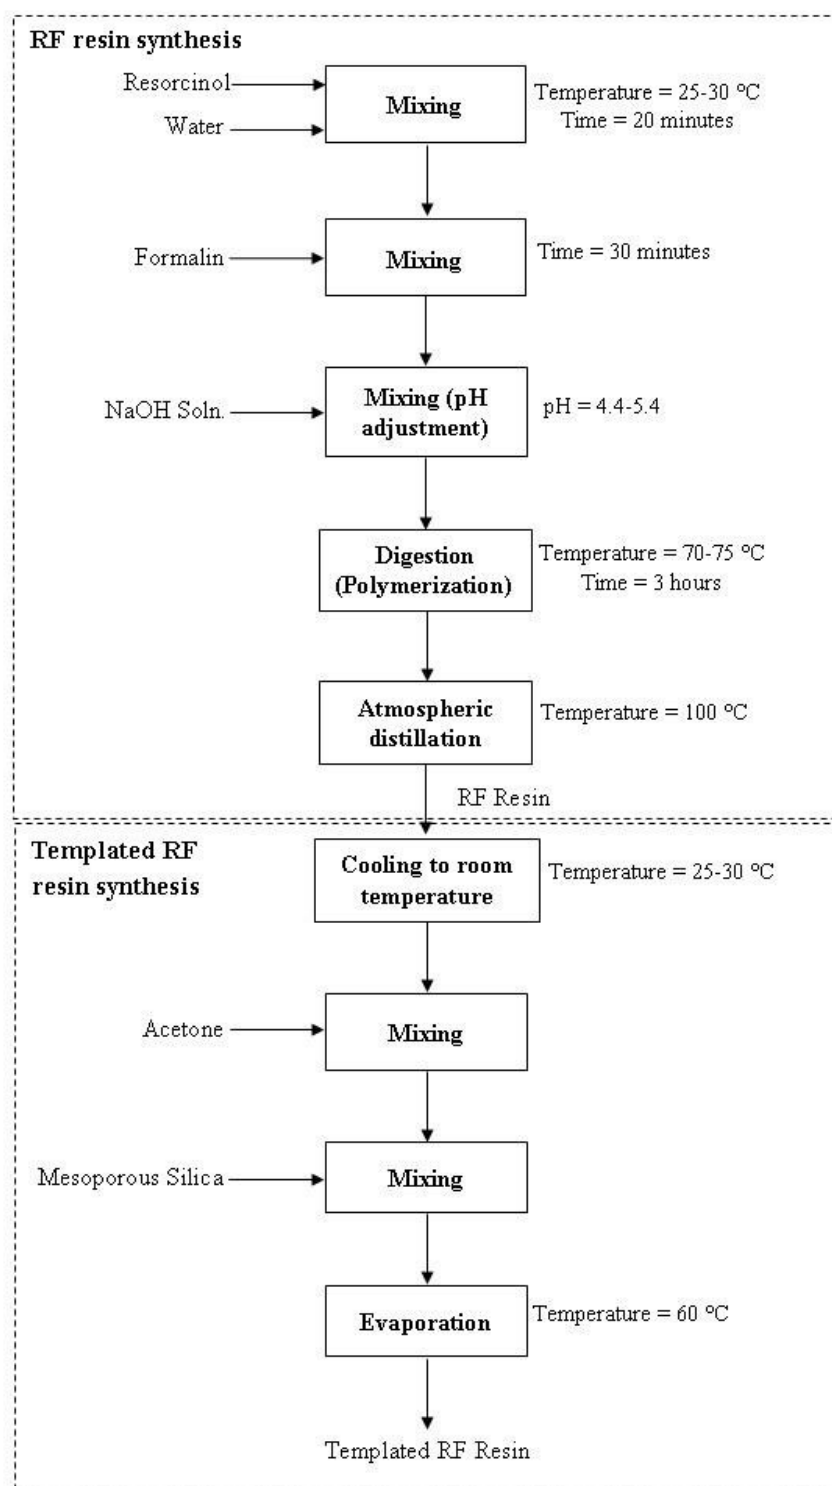 RF resin synthesis
Resorcinol
Water
Mixing
Temperature = 25-30 °C
Time = 20 minutes
Formalin
Mixing
Time = 30 minutes
NaOH Soln.
Mixing (pH
adjustment)
pH = 4.4-5.4
Digestion
(Polymerization)
Temperature = 70-75 °C
Time = 3 hours
Atmospheric
distillation
Temperature = 100 °C
RF Resin
Templated RF
resin synthesis
Cooling to room
temperature
Temperature = 25-30 °C
Acetone
Mixing
Mesoporous Silica
Mixing
Evaporation
Temperature = 60 °C
Templated RF Resin